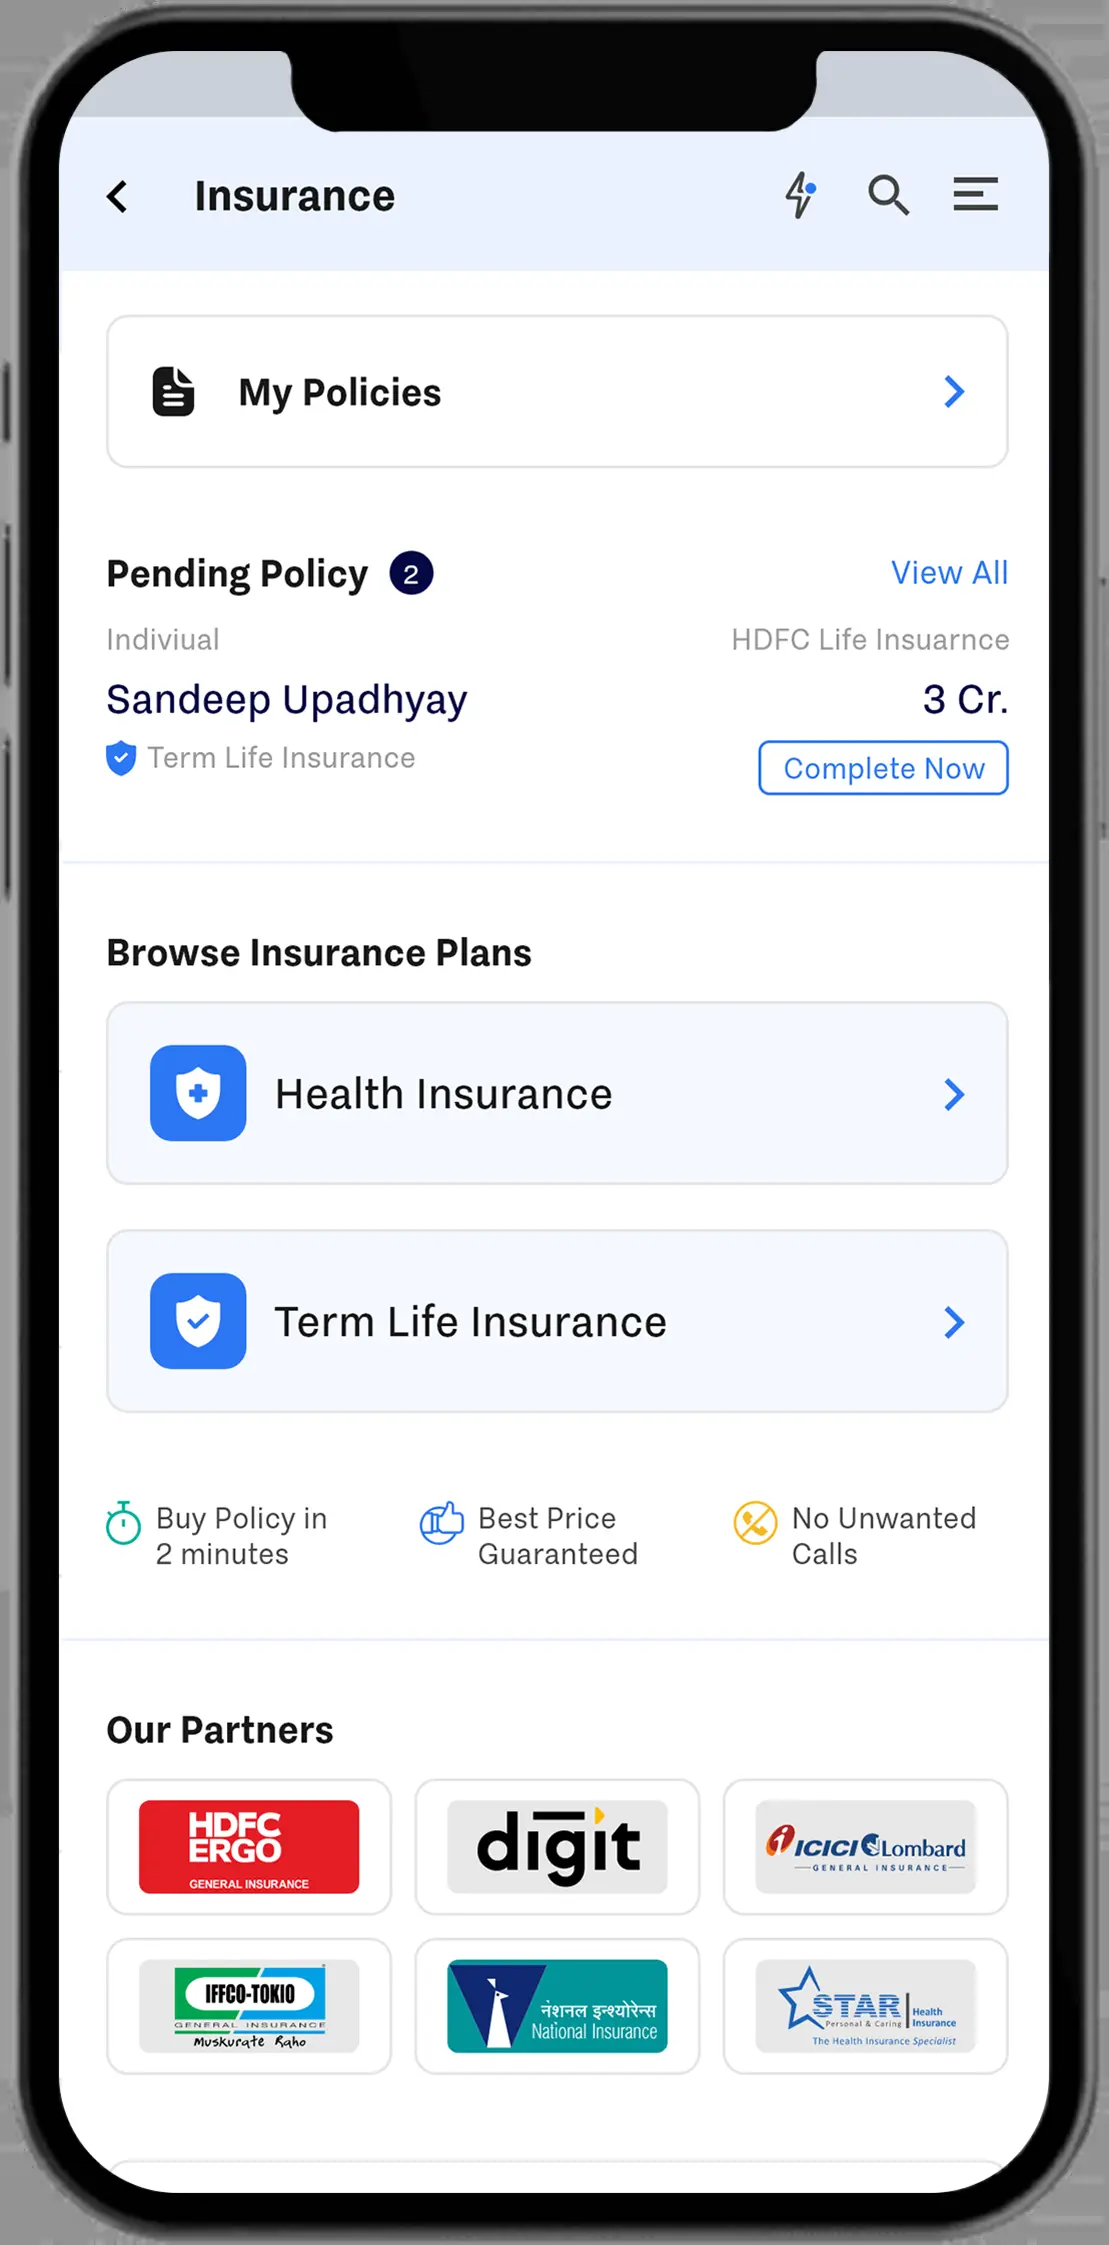 Insurance
My Policies
Pending Policy 2
View All
Indiviual
HDFC Life Insuarnce
Sandeep Upadhyay
3 Cr.
Term Life Insurance
Complete Now
Browse Insurance Plans
Health Insurance
Term Life Insurance
Buy Policy in
2 minutes
Best Price
Guaranteed
No Unwanted
Calls
Our Partners
HDFC
ERGO
GENERAL INSURANCE
digit
ICICI Lombard
GENERAL INSURANCE
IFFCO-TOKIO
GENERAL INSURANCE
Muskurate Raho
नेशनल इन्श्योरेन्स
National Insurance
STAR
Personal & Caring
Health
Insurance
The Health Insurance Specialist